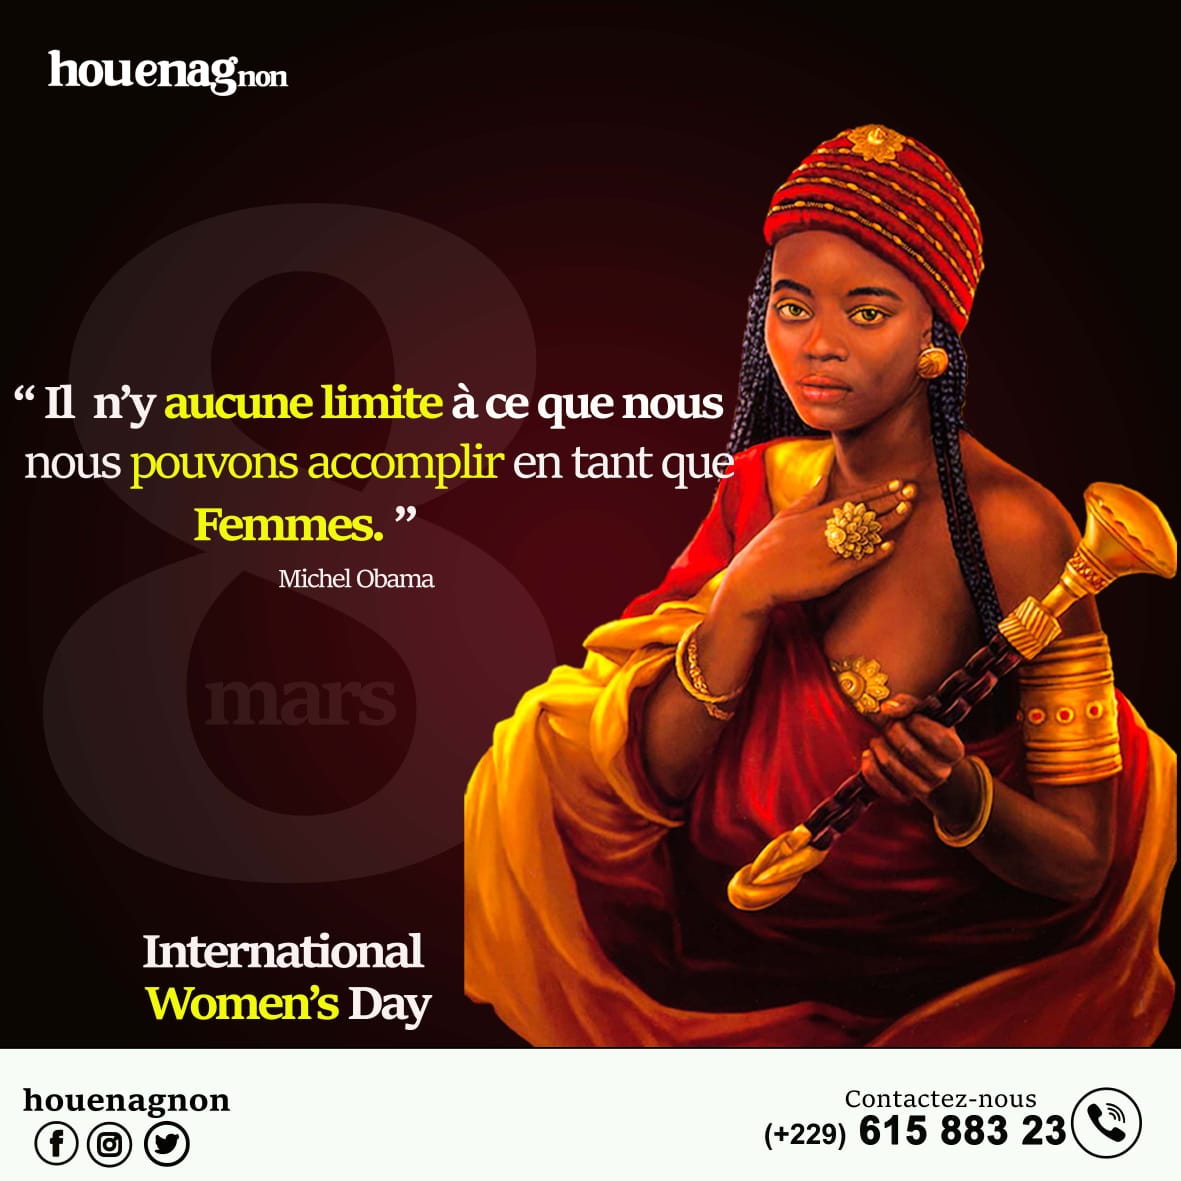 houenagnon
“ Il n’y aucune limite à ce que nous
nous pouvons accomplir en tant que
Femmes. ”
Michel Obama
8
mars
International
Women’s Day
houenagnon
Contactez-nous
(+229) 615 883 23